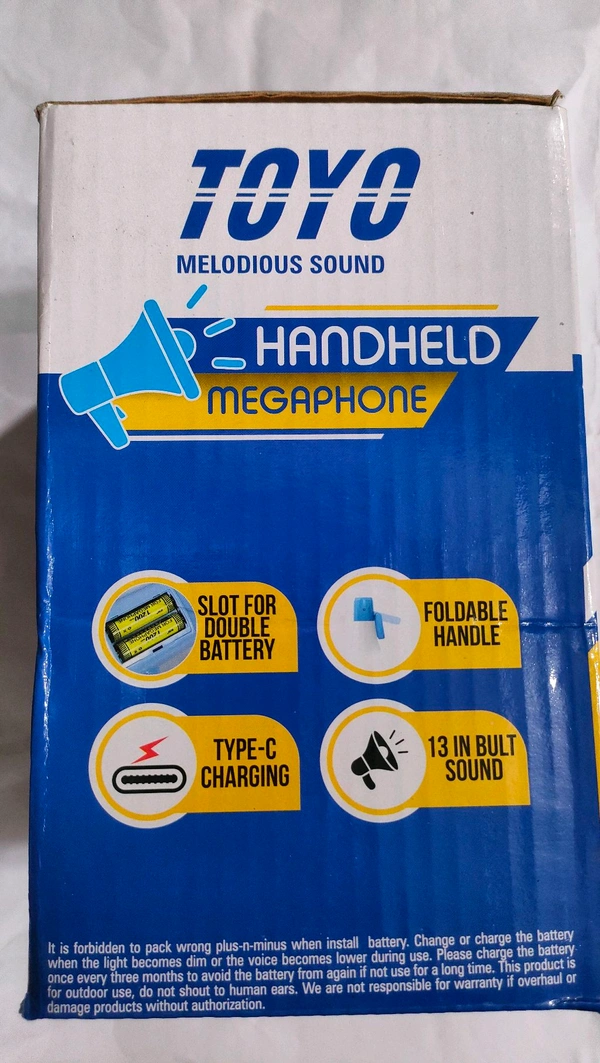 TOYO
MELODIOUS SOUND
HANDHELD
MEGAPHONE
SLOT FOR
DOUBLE
BATTERY
FOLDABLE
HANDLE
TYPE-C
CHARGING
13 IN BULT
SOUND
It is forbidden to pack wrong plus-n-minus when install battery. Change or charge the battery
when the light becomes dim or the voice becomes lower during use. Please charge the battery
once every three months to avoid the battery from again if not use for a long time. This product is
for outdoor use, do not shout to human ears. We are not responsible for warranty if overhaul or
damage products without authorization.